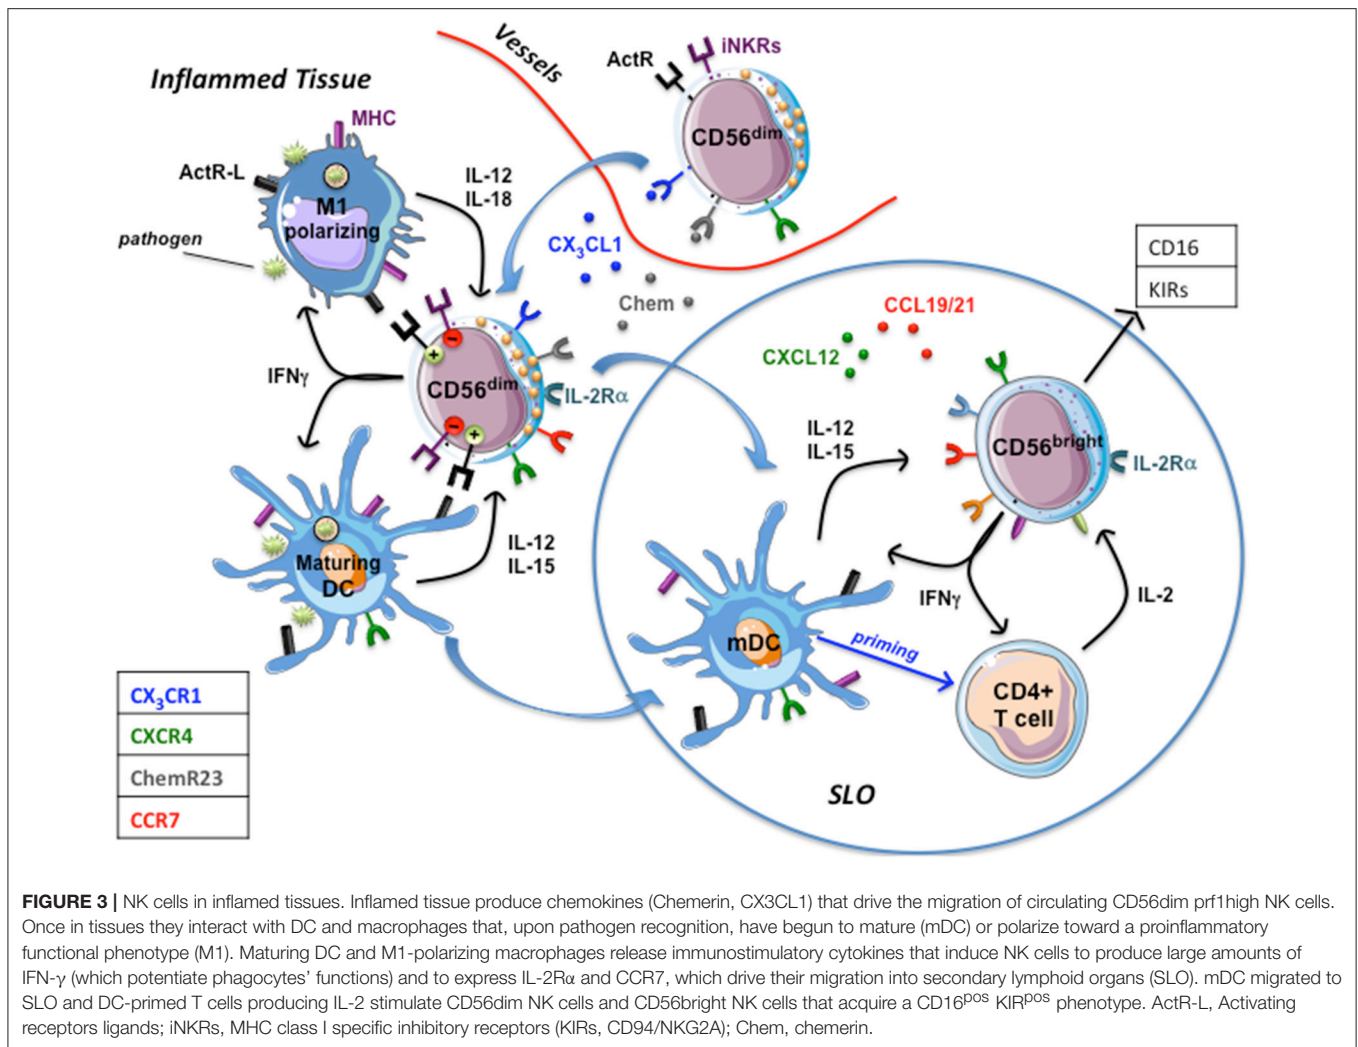 Vessels
iNKRs
ActR
Inflammed Tissue
CD56dim
MHC
ActR-L
IL-12
IL-18
M1
polarizing
pathogen
CX3CL1
Chem
CD16
KIRs
CCL19/21
CXCL12
IFNγ
CD56dim
IL-2Rα
IL-12
IL-15
CD56bright
IL-2Rα
IL-12
IL-15
Maturing
DC
IFNγ
IL-2
mDC
priming
CD4+
T cell
CX3CR1
CXCR4
ChemR23
CCR7
SLO
FIGURE 3 | NK cells in inflamed tissues. Inflamed tissue produce chemokines (Chemerin, CX3CL1) that drive the migration of circulating CD56dim prf1high NK cells.
Once in tissues they interact with DC and macrophages that, upon pathogen recognition, have begun to mature (mDC) or polarize toward a proinflammatory
functional phenotype (M1). Maturing DC and M1-polarizing macrophages release immunostimulatory cytokines that induce NK cells to produce large amounts of
IFN-γ (which potentiate phagocytes' functions) and to express IL-2Rα and CCR7, which drive their migration into secondary lymphoid organs (SLO). mDC migrated to
SLO and DC-primed T cells producing IL-2 stimulate CD56dim NK cells and CD56bright NK cells that acquire a CD16pos KIRpos phenotype. ActR-L, Activating
receptors ligands; iNKRs, MHC class I specific inhibitory receptors (KIRs, CD94/NKG2A); Chem, chemerin.